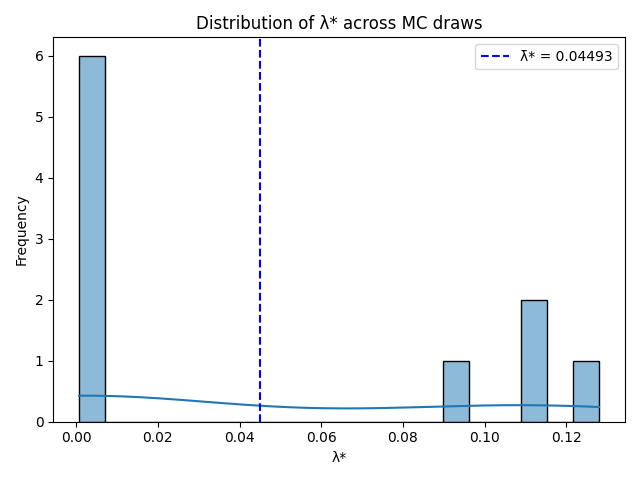 Distribution of λ* across MC draws
λ̄* = 0.04493
Frequency
6
5
4
3
2
1
0
0.00 0.02 0.04 0.06 0.08 0.10 0.12
λ*